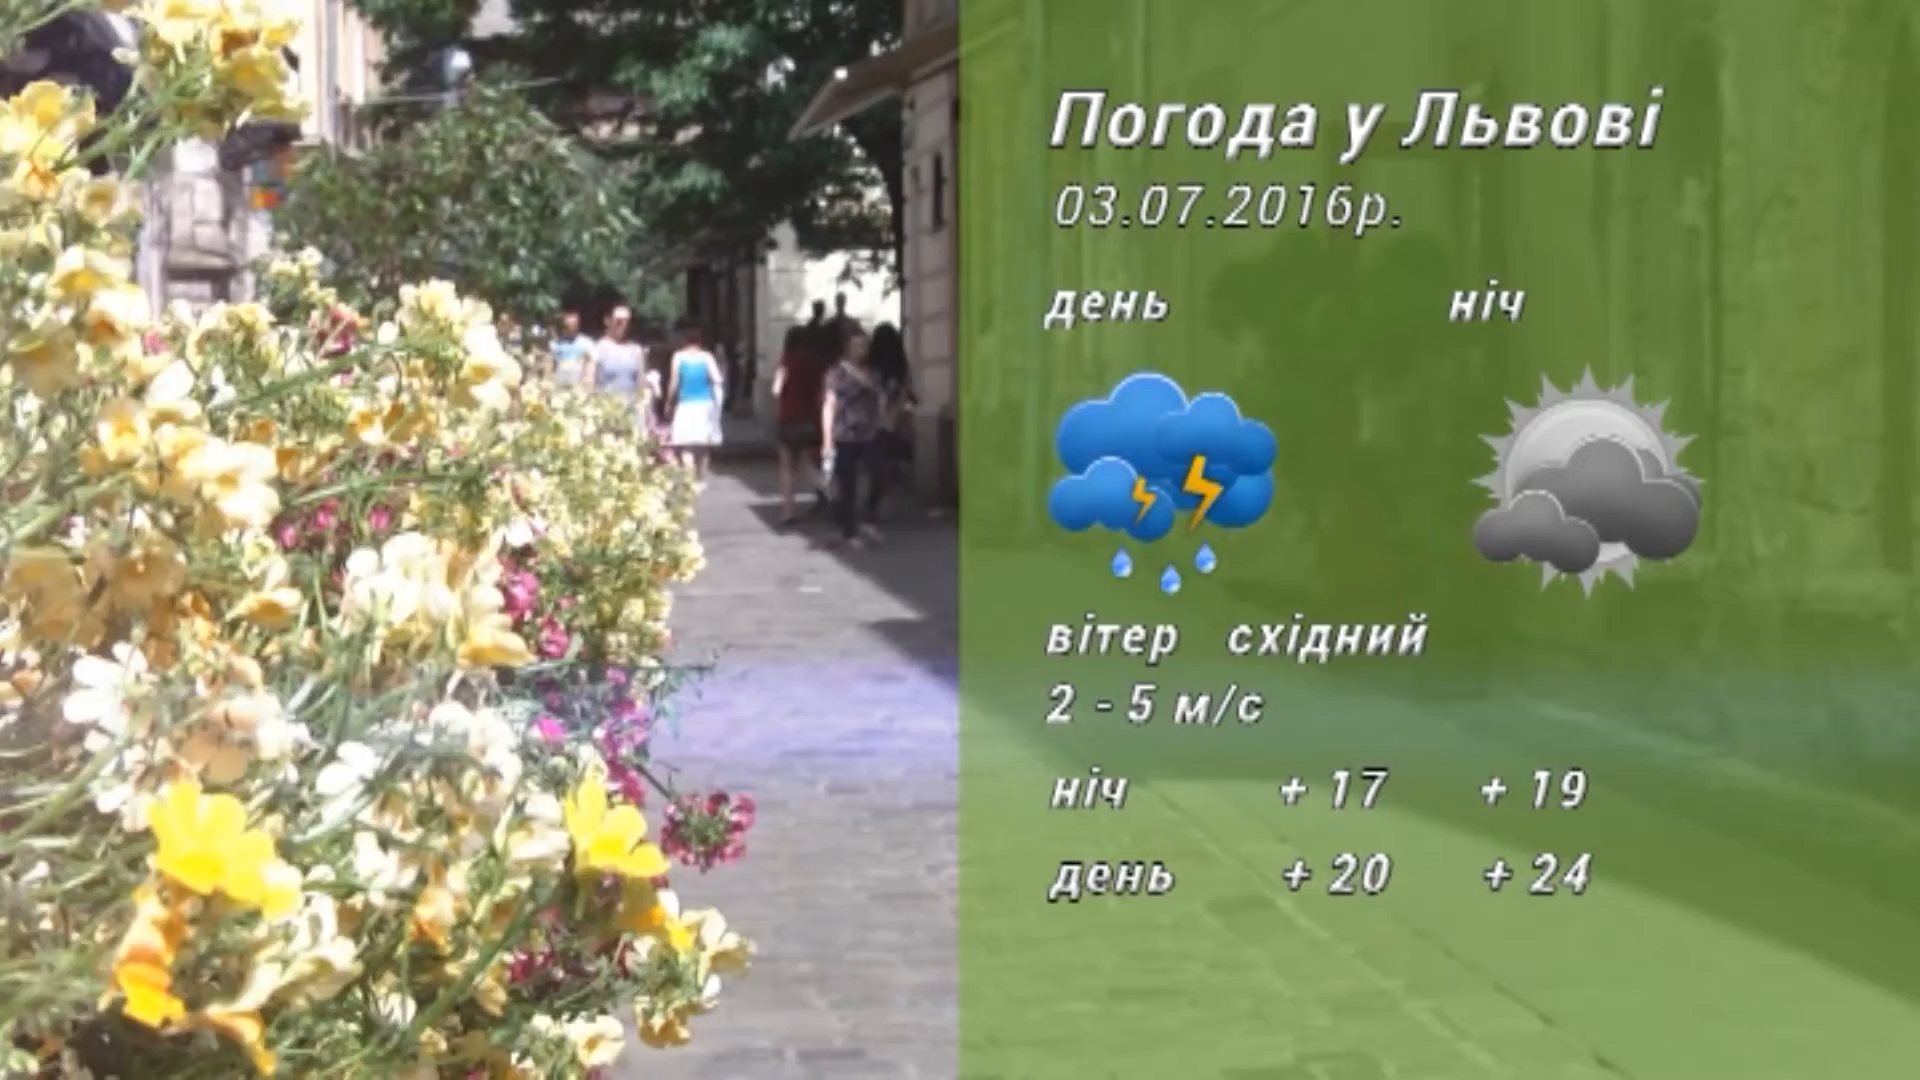 Погода у Львові
03.07.2016р.
день ніч
вітер східний
2 - 5 м/с
ніч + 17 + 19
день + 20 + 24